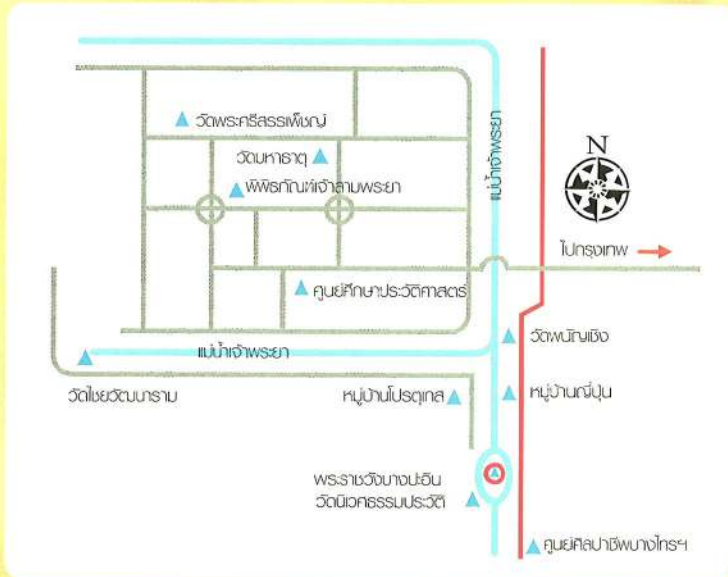 วัดพระศรีสรรเพ็ชญ์
วัดมหาธาตุ
พิพิธภัณฑ์เจ้าสามพระยา
แม่น้ำเจ้าพระยา
N
ไปกรุงเทพ
ศูนย์ศึกษาประวัติศาสตร์
วัดพนัญเชิง
แม่น้ำเจ้าพระยา
วัดไชยวัฒนาราม
หมู่บ้านโปรตุเกส
หมู่บ้านญี่ปุ่น
พระราชวังบางปะอิน
วัดนิเวศธรรมประวัติ
ศูนย์ศิลปาชีพบางไทรฯ